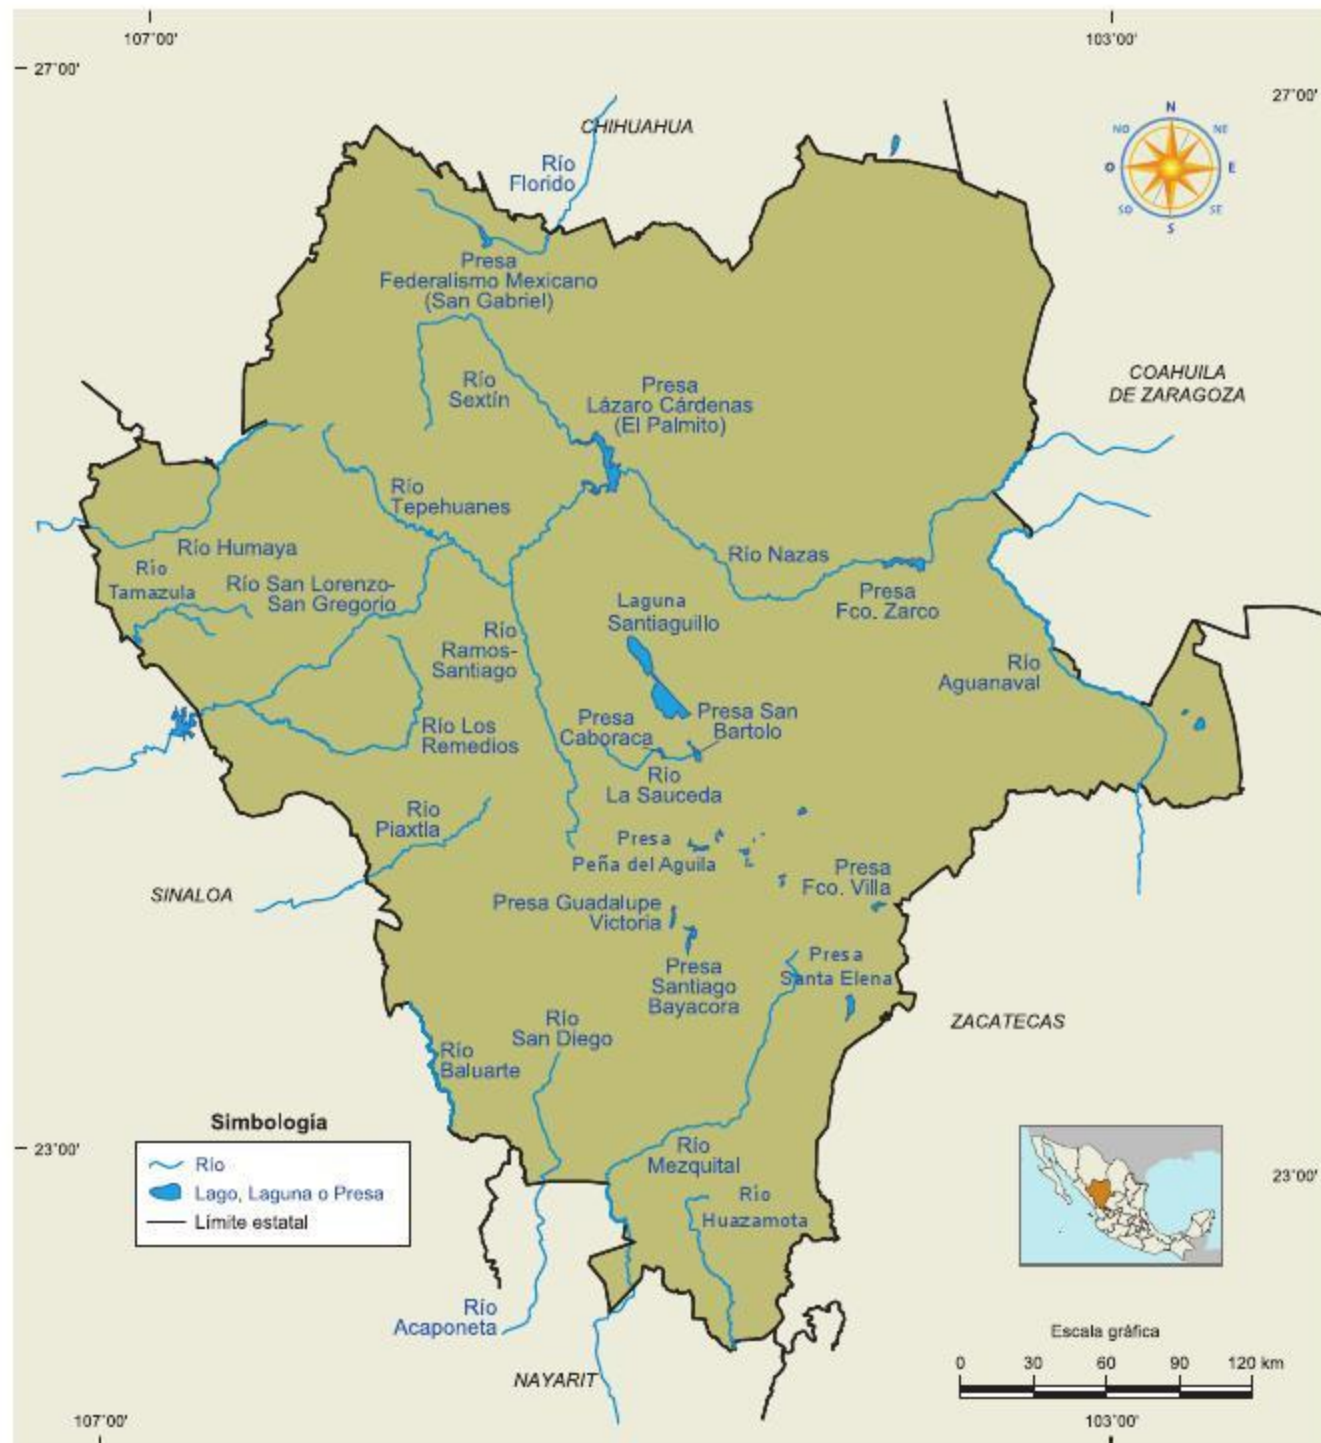 107°00'
103°00'
27°00'
27°00'
N
NO
NE
O
E
SO
SE
S
CHIHUAHUA
Río
Florido
Presa
Federalismo Mexicano
(San Gabriel)
Río
Sextín
Presa
Lázaro Cárdenas
(El Palmito)
COAHUILA
DE ZARAGOZA
Río
Tepehuanes
Río Humaya
Río Nazas
Río
Tamazula
Río San Lorenzo-
San Gregorio
Presa
Fco. Zarco
Laguna
Santiaguillo
Río
Ramos-
Santiago
Río
Aguanaval
Río Los
Remedios
Presa
Caboraca
Presa San
Bartolo
Río
La Sauceda
Río
Piaxtla
Presa
Peña del Aguila
Presa
Fco. Villa
SINALOA
Presa Guadalupe
Victoria
Presa
Santiago
Bayacora
Presa
Santa Elena
ZACATECAS
Río
San Diego
Río
Baluarte
Simbología
Río
Lago, Laguna o Presa
Límite estatal
23°00'
23°00'
Río
Mezquital
Río
Huazamota
Río
Acaponeta
NAYARIT
Escala gráfica
0 30 60 90 120 km
107°00'
103°00'